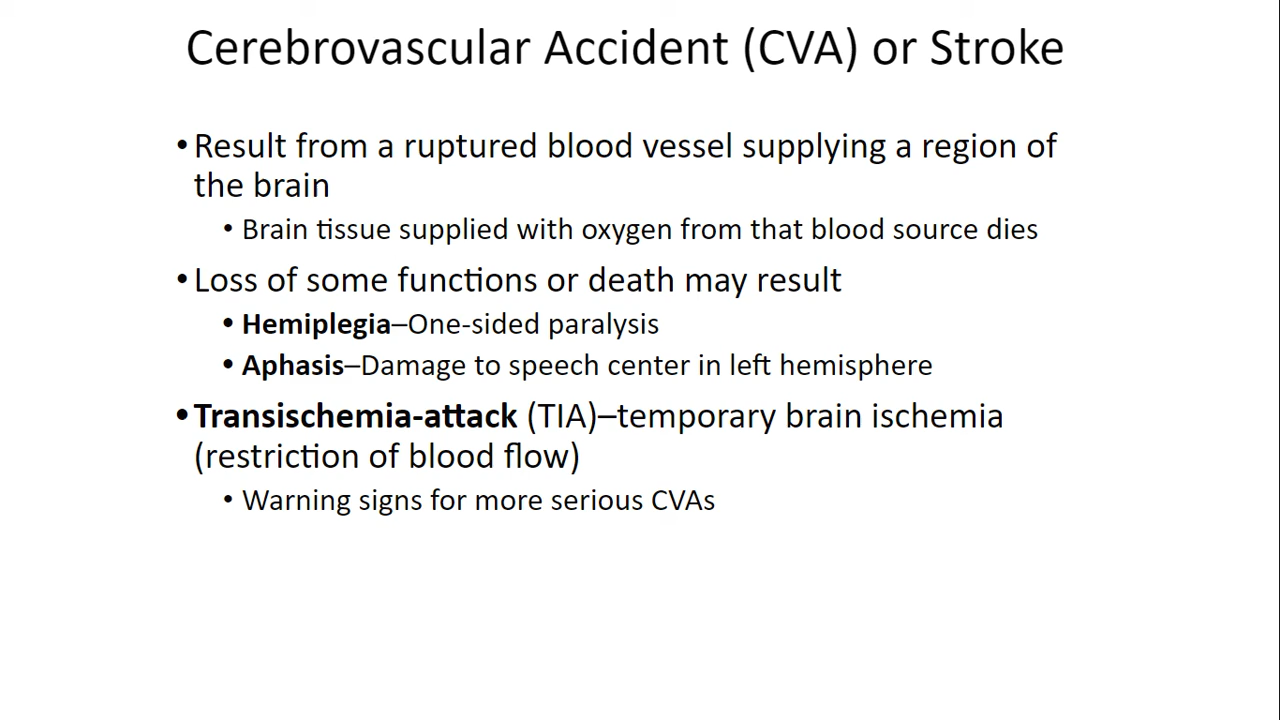 Cerebrovascular Accident (CVA) or Stroke
• Result from a ruptured blood vessel supplying a region of
the brain
• Brain tissue supplied with oxygen from that blood source dies
• Loss of some functions or death may result
• Hemiplegia–One-sided paralysis
• Aphasis–Damage to speech center in left hemisphere
• Transischemia-attack (TIA)–temporary brain ischemia
(restriction of blood flow)
• Warning signs for more serious CVAs